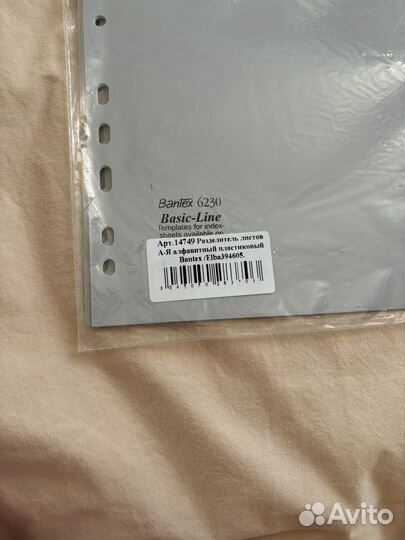 Bantex 6230
Basic-Line
Templates for index-
sheets available on
Арт.14749 Разделитель листов
А-Я алфавитный пластиковый
Bantex /Elba394605.
Avito